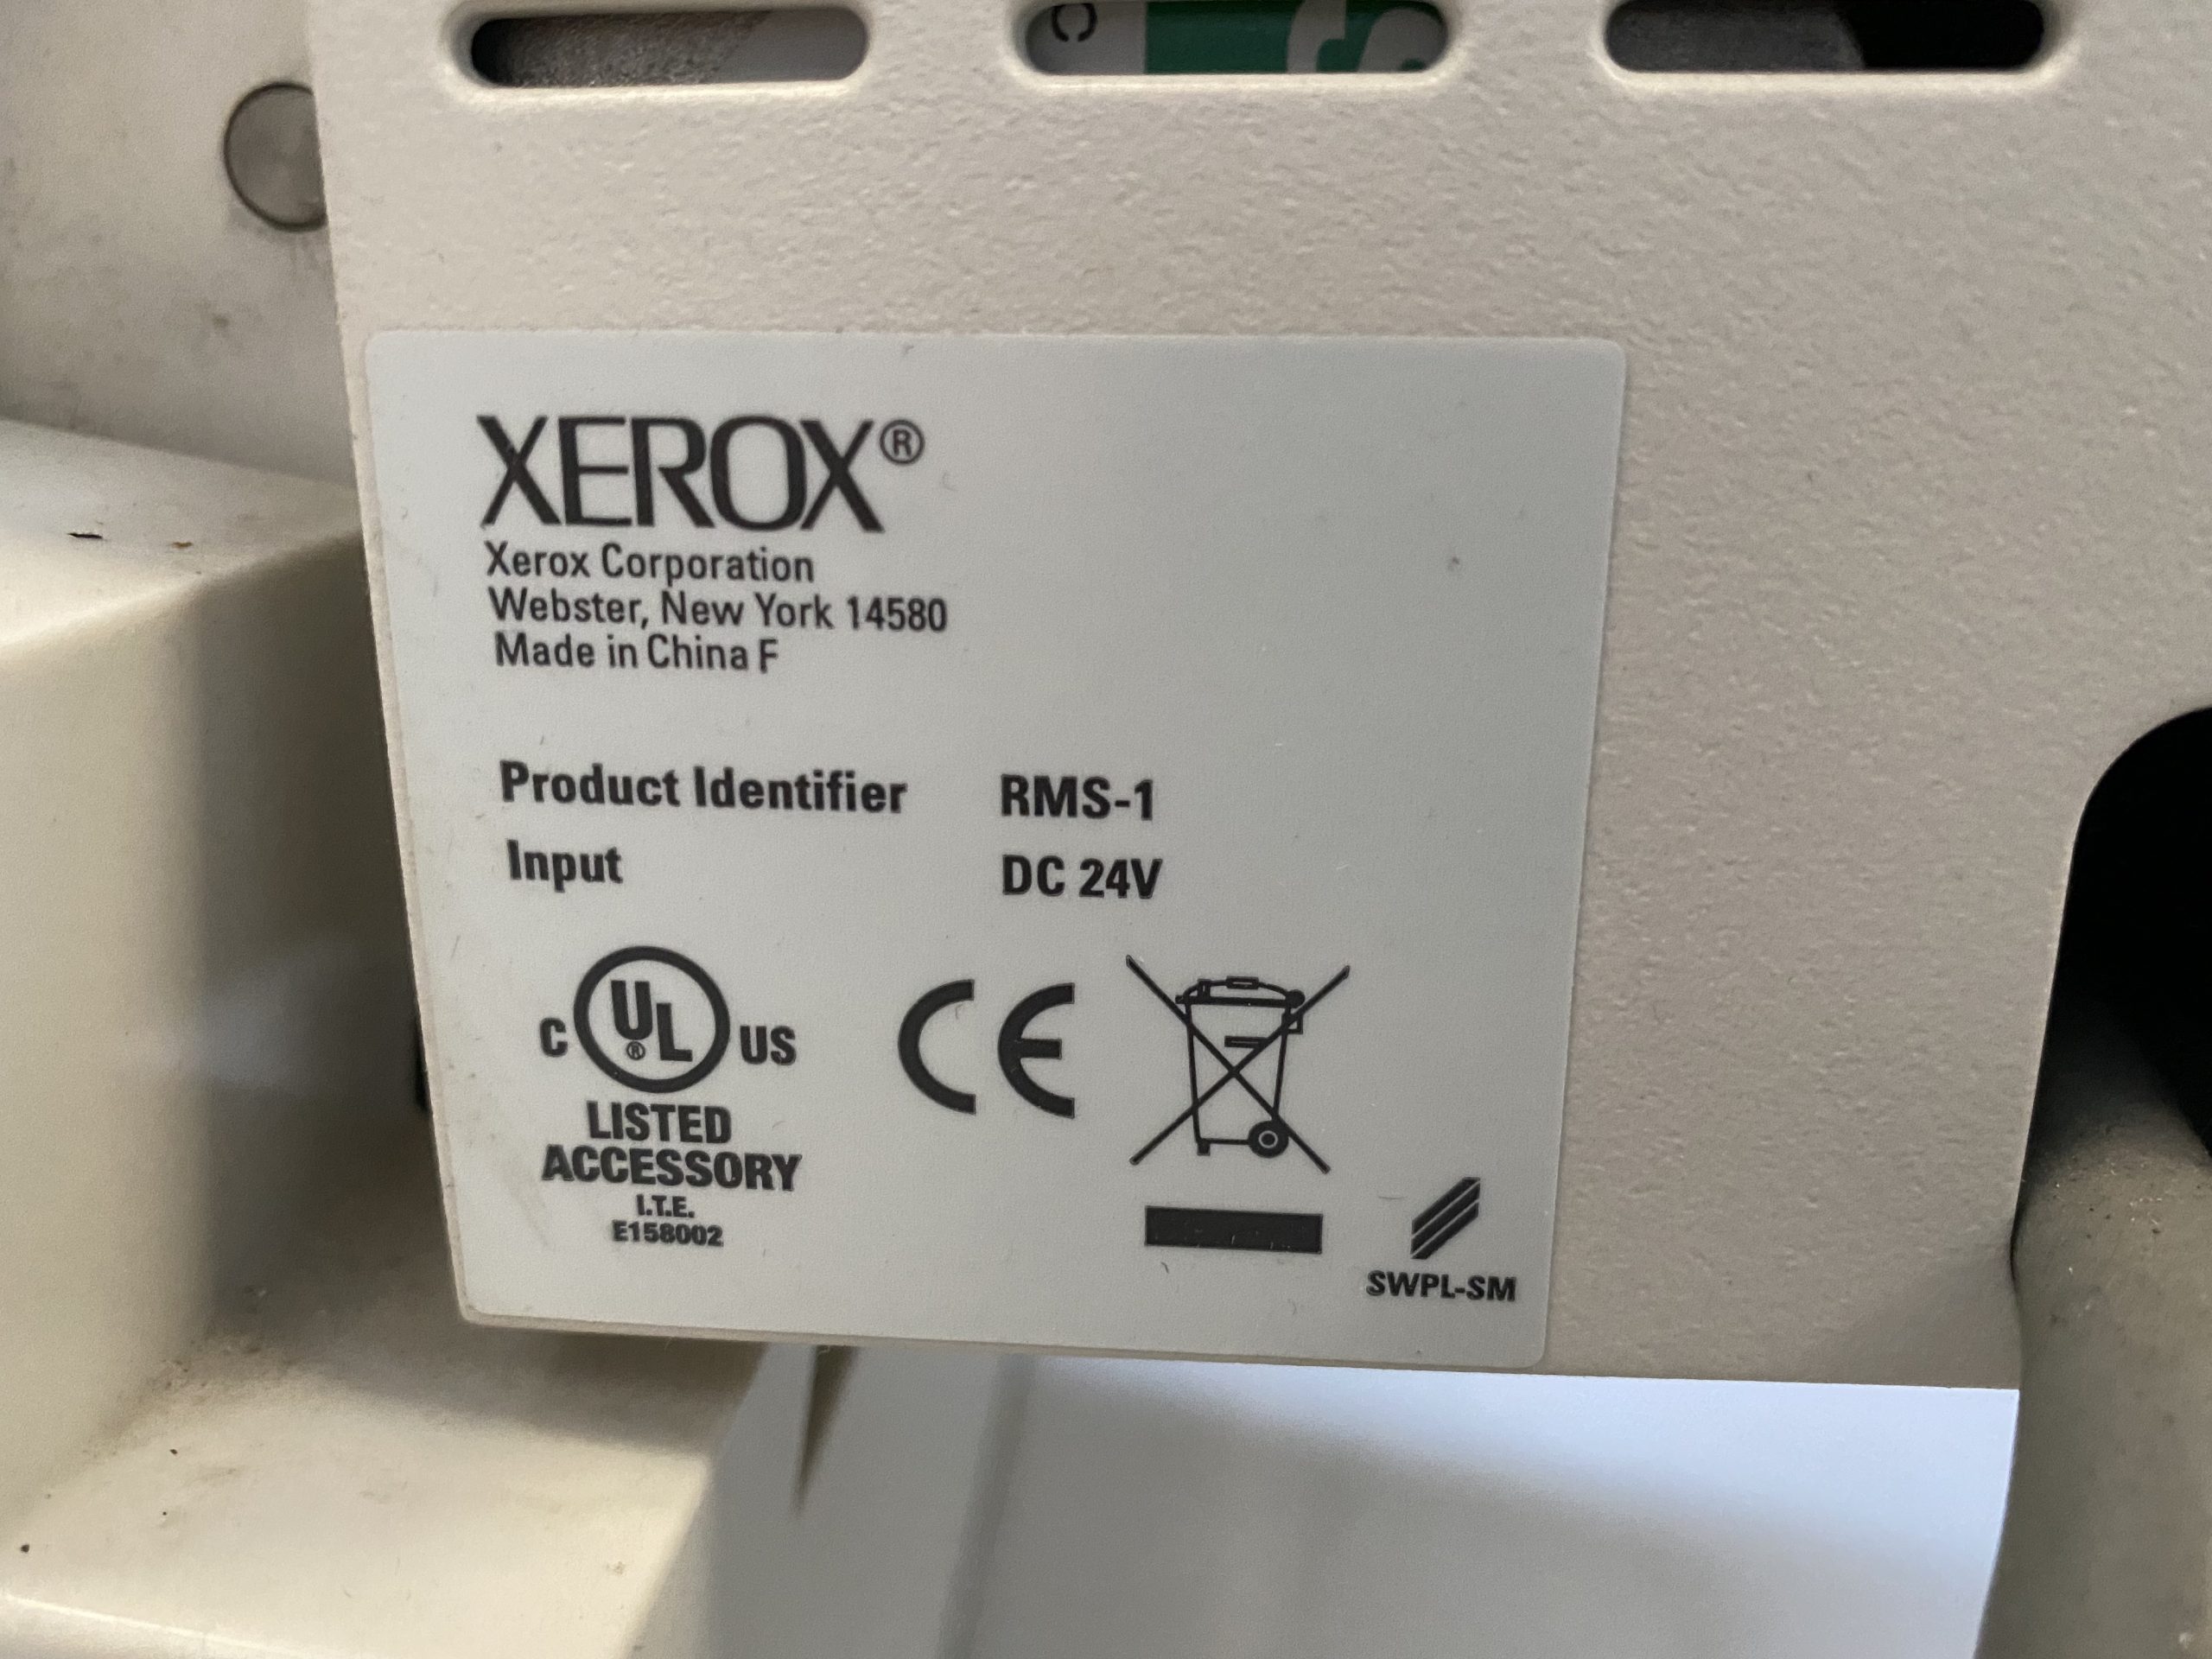 XEROX®
Xerox Corporation
Webster, New York 14580
Made in China F
Product Identifier RMS-1
Input DC 24V
C UL® US
LISTED
ACCESSORY
I.T.E.
E158002
CE
SWPL-SM